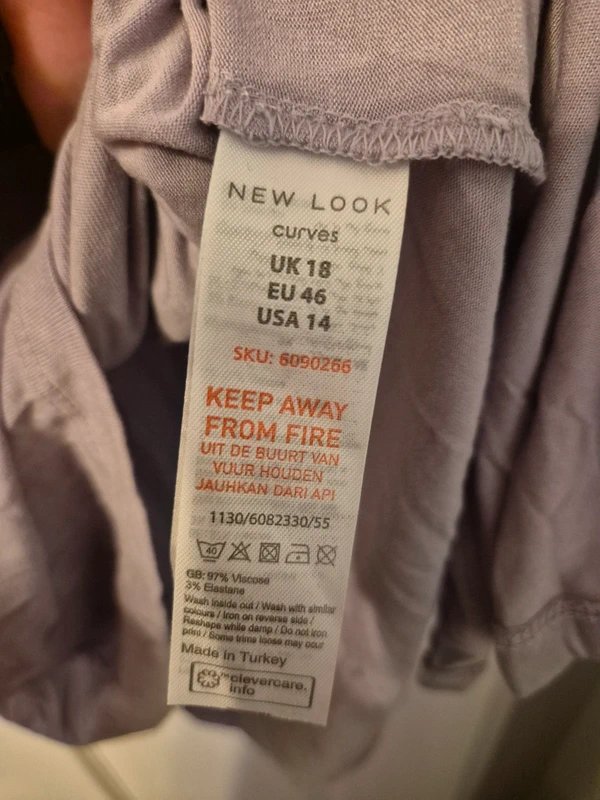 NEW LOOK
curves
UK 18
EU 46
USA 14
SKU: 6090266
KEEP AWAY
FROM FIRE
UIT DE BUURT VAN
VUUR HOUDEN
JAUHKAN DARI API
1130/6082330/55
40
GB: 97% Viscose
3% Elastane
Wash inside out / Wash with similar
colours / Iron on reverse side /
Reshape while damp / Do not iron
print / Some trims loose may occur
Made in Turkey
clevercare.
info